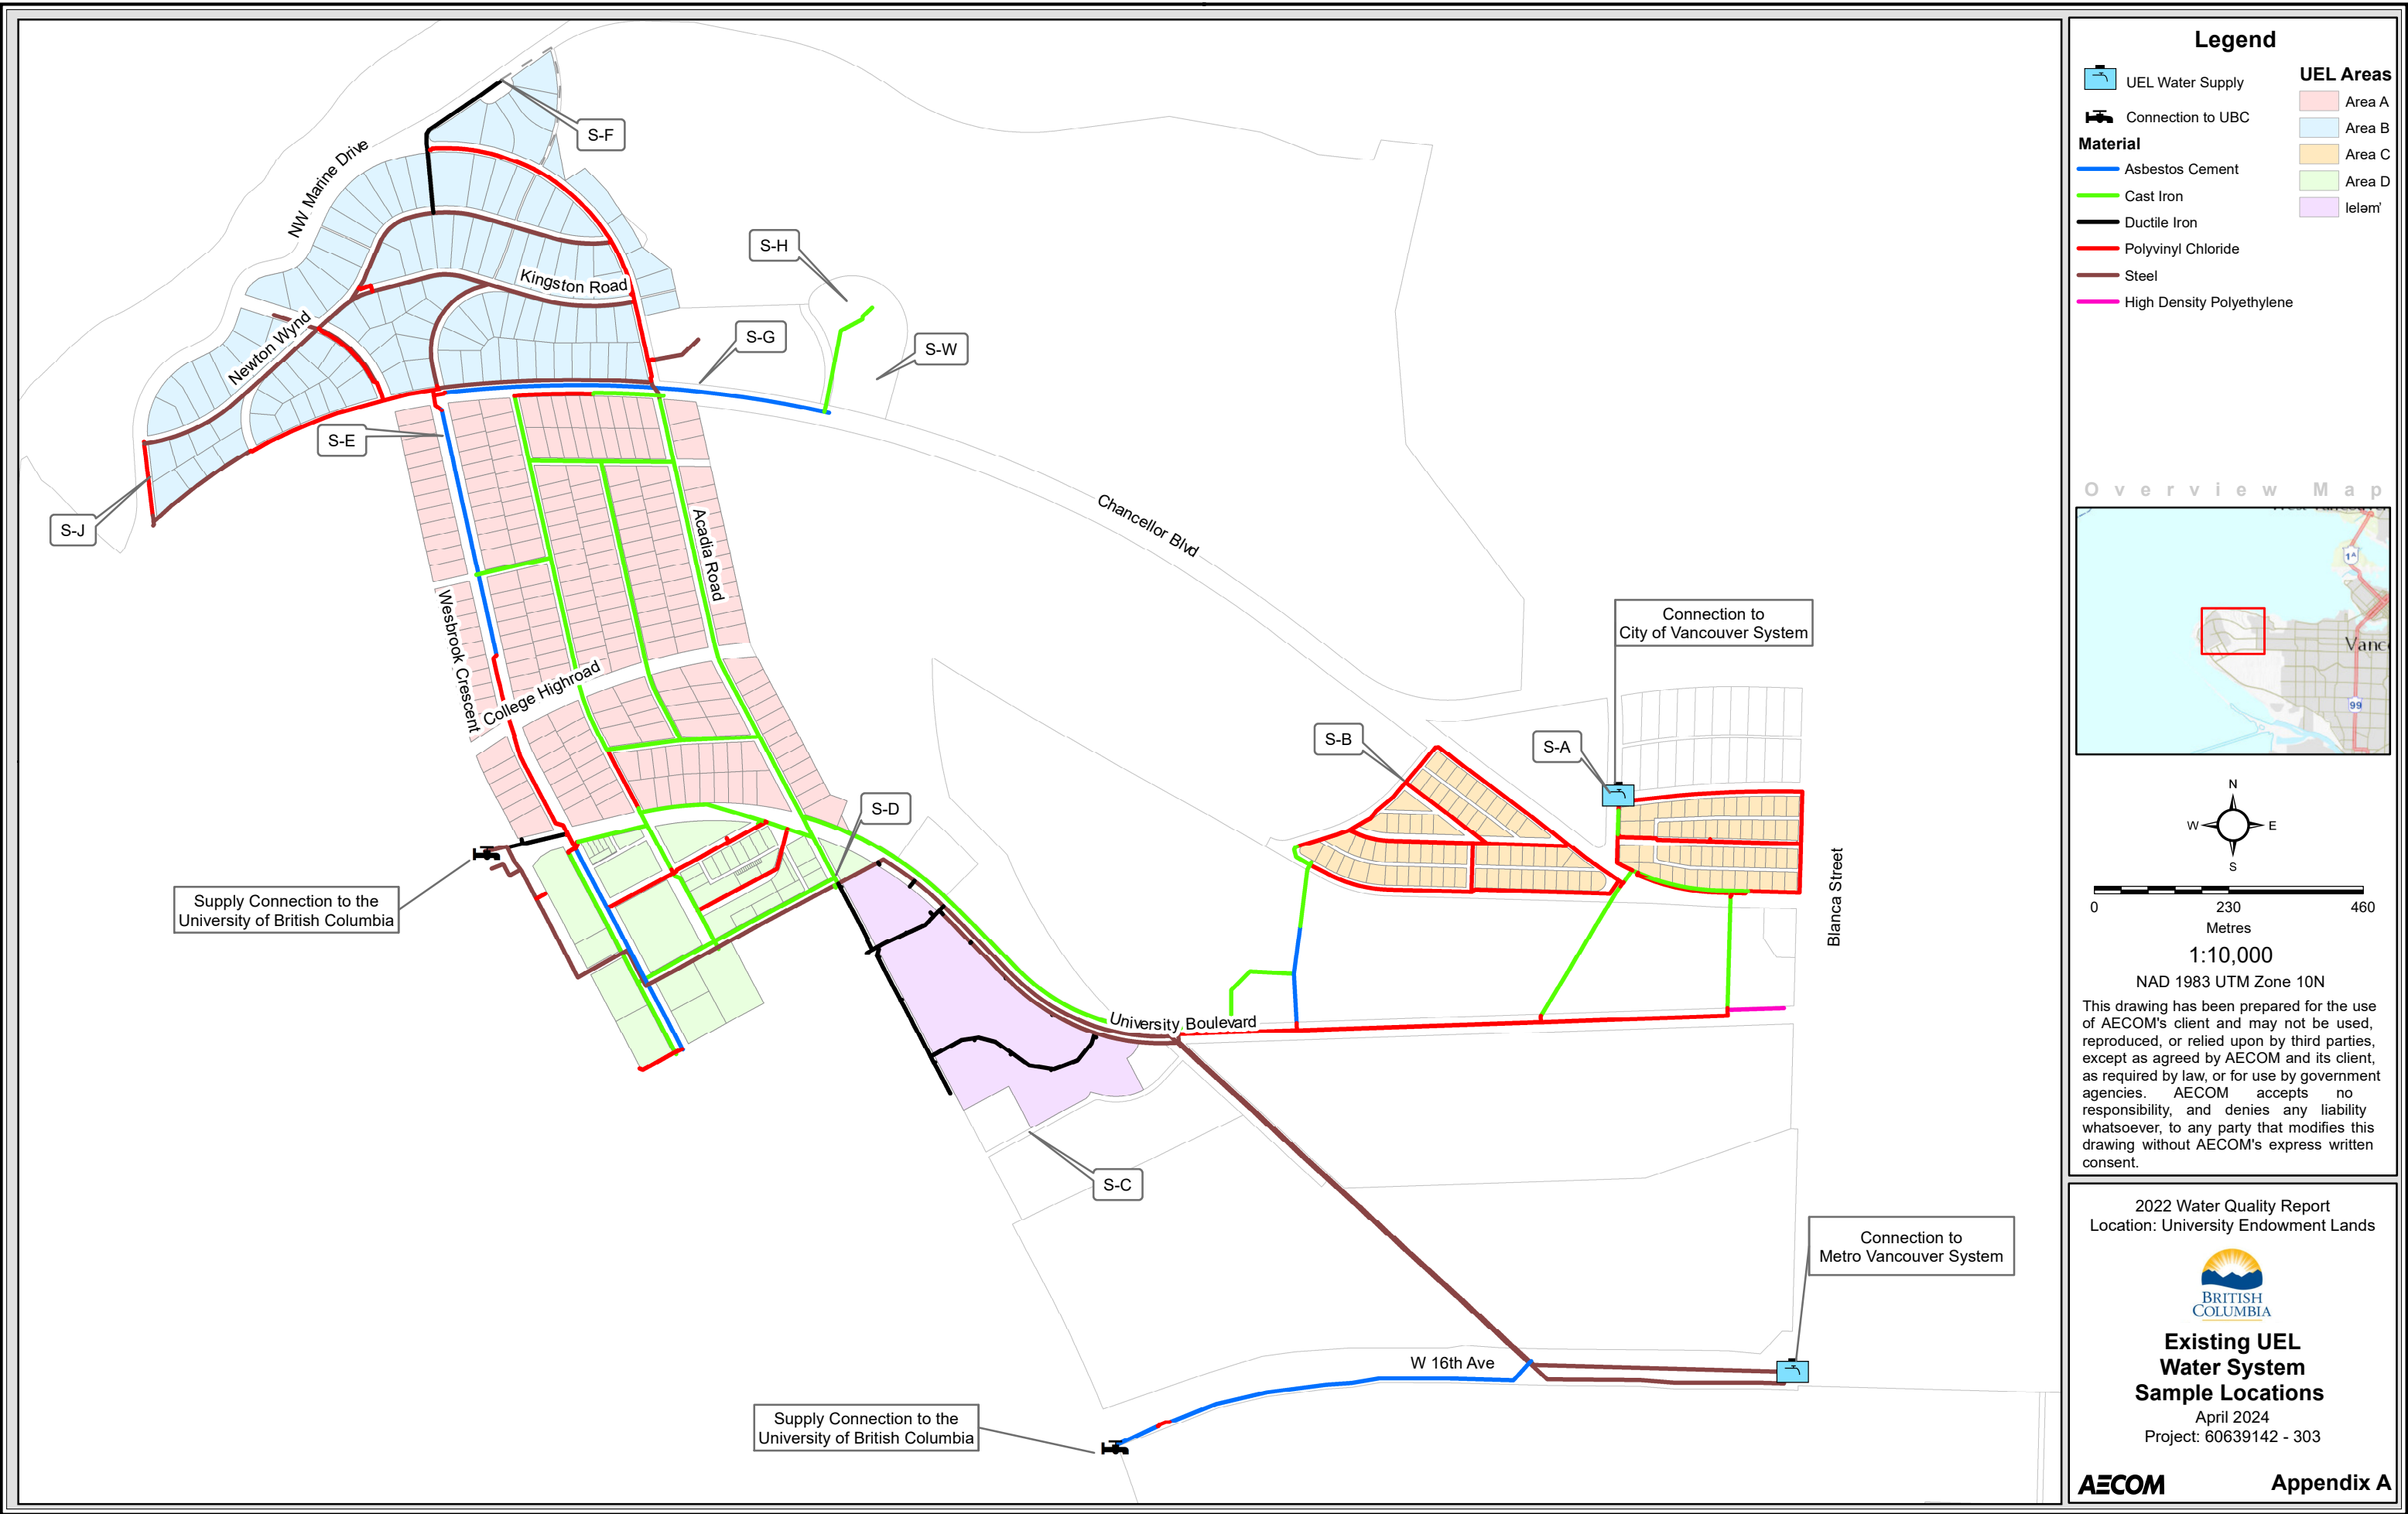 S-F
NW Marine Drive
S-H
Kingston Road
S-G
S-W
Newton Wynd
S-E
S-J
Chancellor Blvd
Acadia Road
Wesbrook Crescent
College Highroad
Connection to
City of Vancouver System
S-B
S-A
S-D
Supply Connection to the
University of British Columbia
Blanca Street
University Boulevard
S-C
Connection to
Metro Vancouver System
W 16th Ave
Supply Connection to the
University of British Columbia
Legend
UEL Water Supply
Connection to UBC
Material
Asbestos Cement
Cast Iron
Ductile Iron
Polyvinyl Chloride
Steel
High Density Polyethylene
UEL Areas
Area A
Area B
Area C
Area D
leləm̓
Overview Map
1A
Vanc
99
N
W E
S
0 230 460
Metres
1:10,000
NAD 1983 UTM Zone 10N
This drawing has been prepared for the use
of AECOM's client and may not be used,
reproduced, or relied upon by third parties,
except as agreed by AECOM and its client,
as required by law, or for use by government
agencies. AECOM accepts no
responsibility, and denies any liability
whatsoever, to any party that modifies this
drawing without AECOM's express written
consent.
2022 Water Quality Report
Location: University Endowment Lands
BRITISH
COLUMBIA
Existing UEL
Water System
Sample Locations
April 2024
Project: 60639142 - 303
AECOM
Appendix A